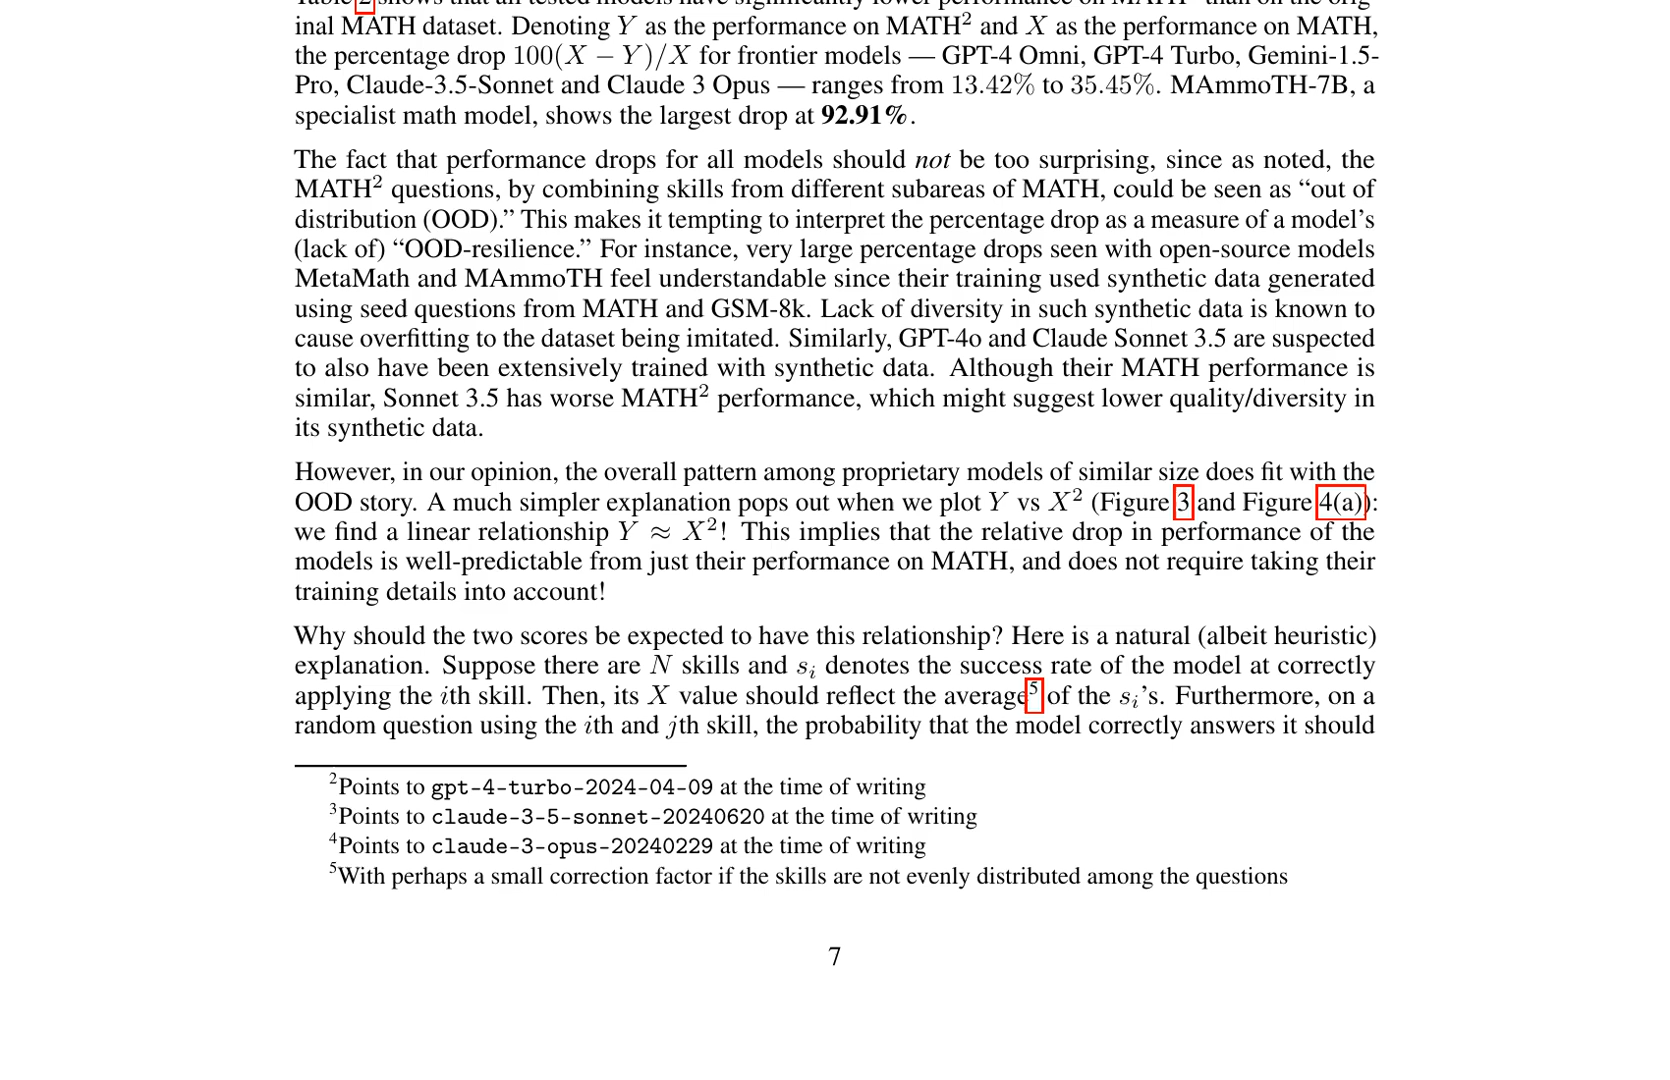 inal MATH dataset. Denoting Y as the performance on MATH² and X as the performance on MATH,
the percentage drop 100(X − Y)/X for frontier models — GPT-4 Omni, GPT-4 Turbo, Gemini-1.5-
Pro, Claude-3.5-Sonnet and Claude 3 Opus — ranges from 13.42% to 35.45%. MAmmoTH-7B, a
specialist math model, shows the largest drop at 92.91%.
The fact that performance drops for all models should not be too surprising, since as noted, the
MATH² questions, by combining skills from different subareas of MATH, could be seen as “out of
distribution (OOD).” This makes it tempting to interpret the percentage drop as a measure of a model’s
(lack of) “OOD-resilience.” For instance, very large percentage drops seen with open-source models
MetaMath and MAmmoTH feel understandable since their training used synthetic data generated
using seed questions from MATH and GSM-8k. Lack of diversity in such synthetic data is known to
cause overfitting to the dataset being imitated. Similarly, GPT-4o and Claude Sonnet 3.5 are suspected
to also have been extensively trained with synthetic data. Although their MATH performance is
similar, Sonnet 3.5 has worse MATH² performance, which might suggest lower quality/diversity in
its synthetic data.
However, in our opinion, the overall pattern among proprietary models of similar size does fit with the
OOD story. A much simpler explanation pops out when we plot Y vs X² (Figure 3 and Figure 4(a)):
we find a linear relationship Y ≈ X²! This implies that the relative drop in performance of the
models is well-predictable from just their performance on MATH, and does not require taking their
training details into account!
Why should the two scores be expected to have this relationship? Here is a natural (albeit heuristic)
explanation. Suppose there are N skills and sᵢ denotes the success rate of the model at correctly
applying the ith skill. Then, its X value should reflect the average⁵ of the sᵢ’s. Furthermore, on a
random question using the ith and jth skill, the probability that the model correctly answers it should
²Points to gpt-4-turbo-2024-04-09 at the time of writing
³Points to claude-3-5-sonnet-20240620 at the time of writing
⁴Points to claude-3-opus-20240229 at the time of writing
⁵With perhaps a small correction factor if the skills are not evenly distributed among the questions
7